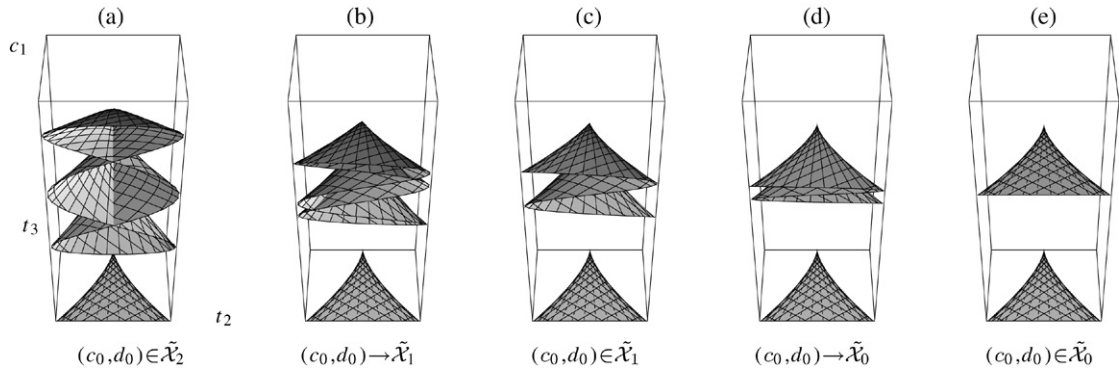 (a) (b) (c) (d) (e)
c₁
t₃
t₂
(c₀,d₀)∈𝒳̃₂ (c₀,d₀)→𝒳̃₁ (c₀,d₀)∈𝒳̃₁ (c₀,d₀)→𝒳̃₀ (c₀,d₀)∈𝒳̃₀